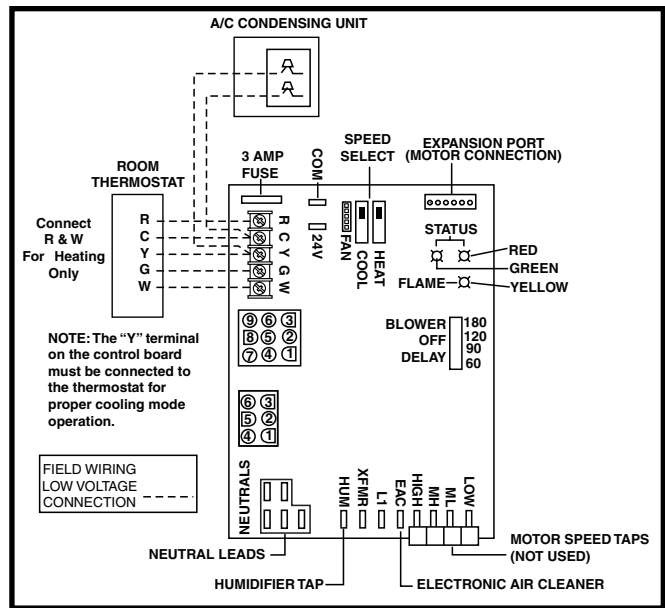 A/C CONDENSING UNIT
ROOM
THERMOSTAT
3 AMP
FUSE
COM
SPEED
SELECT
EXPANSION PORT
(MOTOR CONNECTION)
Connect
R & W
For Heating
Only
R
C
Y
G
W
R
C
Y
G
W
24V
FAN
COOL
HEAT
STATUS
RED
GREEN
FLAME
YELLOW
BLOWER
OFF
DELAY
180
120
90
60
9 6 3
8 5 2
7 4 1
NOTE: The “Y” terminal
on the control board
must be connected to
the thermostat for
proper cooling mode
operation.
6 3
5 2
4 1
FIELD WIRING
LOW VOLTAGE
CONNECTION
NEUTRALS
HUM
XFMR
L1
EAC
HIGH
MH
ML
LOW
NEUTRAL LEADS
MOTOR SPEED TAPS
(NOT USED)
HUMIDIFIER TAP
ELECTRONIC AIR CLEANER